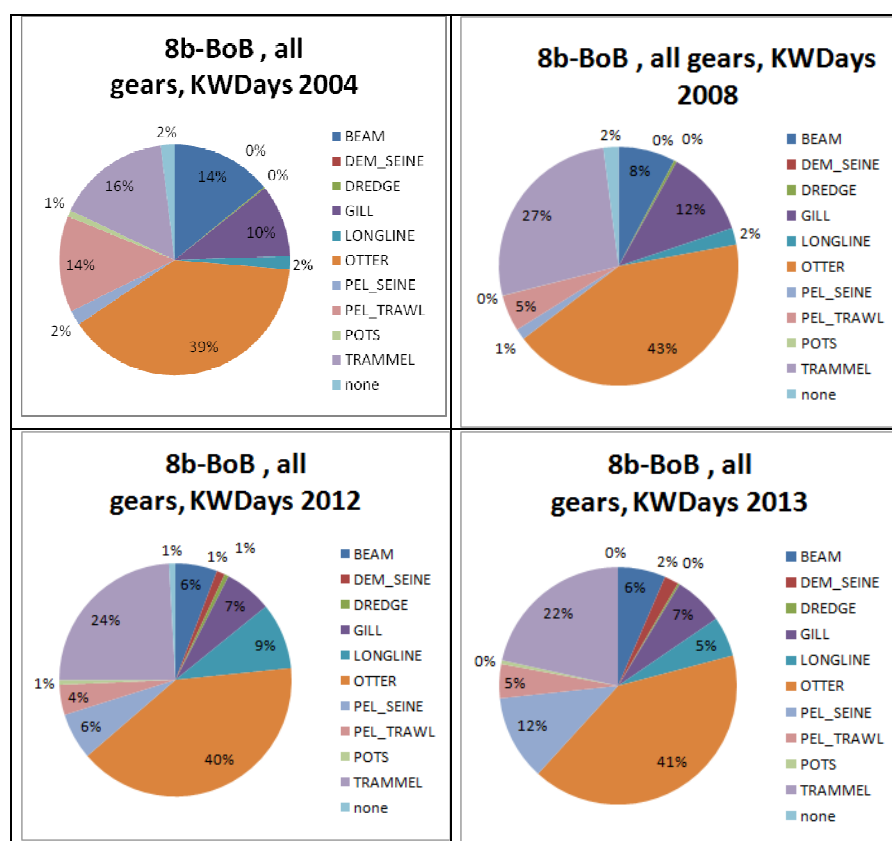 8b-BoB , all
gears, KWDays 2004
2%
0%
14%
0%
16%
1%
10%
14%
2%
2%
39%
BEAM
DEM_SEINE
DREDGE
GILL
LONGLINE
OTTER
PEL_SEINE
PEL_TRAWL
POTS
TRAMMEL
none
8b-BoB , all gears, KWDays
2008
2%
0%
0%
8%
12%
27%
2%
0%
5%
1%
43%
BEAM
DEM_SEINE
DREDGE
GILL
LONGLINE
OTTER
PEL_SEINE
PEL_TRAWL
POTS
TRAMMEL
none
8b-BoB , all
gears, KWDays 2012
1%
1%
1%
6%
7%
24%
9%
1%
4%
6%
40%
BEAM
DEM_SEINE
DREDGE
GILL
LONGLINE
OTTER
PEL_SEINE
PEL_TRAWL
POTS
TRAMMEL
none
8b-BoB , all
gears, KWDays 2013
0%
2%
0%
6%
7%
22%
5%
0%
5%
12%
41%
BEAM
DEM_SEINE
DREDGE
GILL
LONGLINE
OTTER
PEL_SEINE
PEL_TRAWL
POTS
TRAMMEL
none